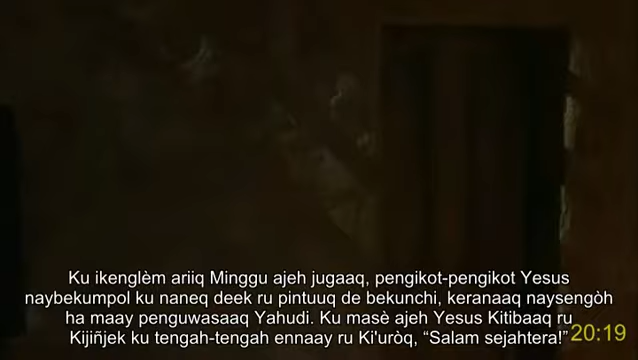 Ku ikenglèm ariiq Minggu ajeh jugaaq, pengikot-pengikot Yesus
naybekumpol ku naneq deek ru pintuuq de bekunchi, keranaaq naysengòh
ha maay penguwasaaq Yahudi. Ku masè ajeh Yesus Kitibaaq ru
Kijiñjek ku tengah-tengah ennaay ru Ki'uròq, “Salam sejahtera!”
20:19